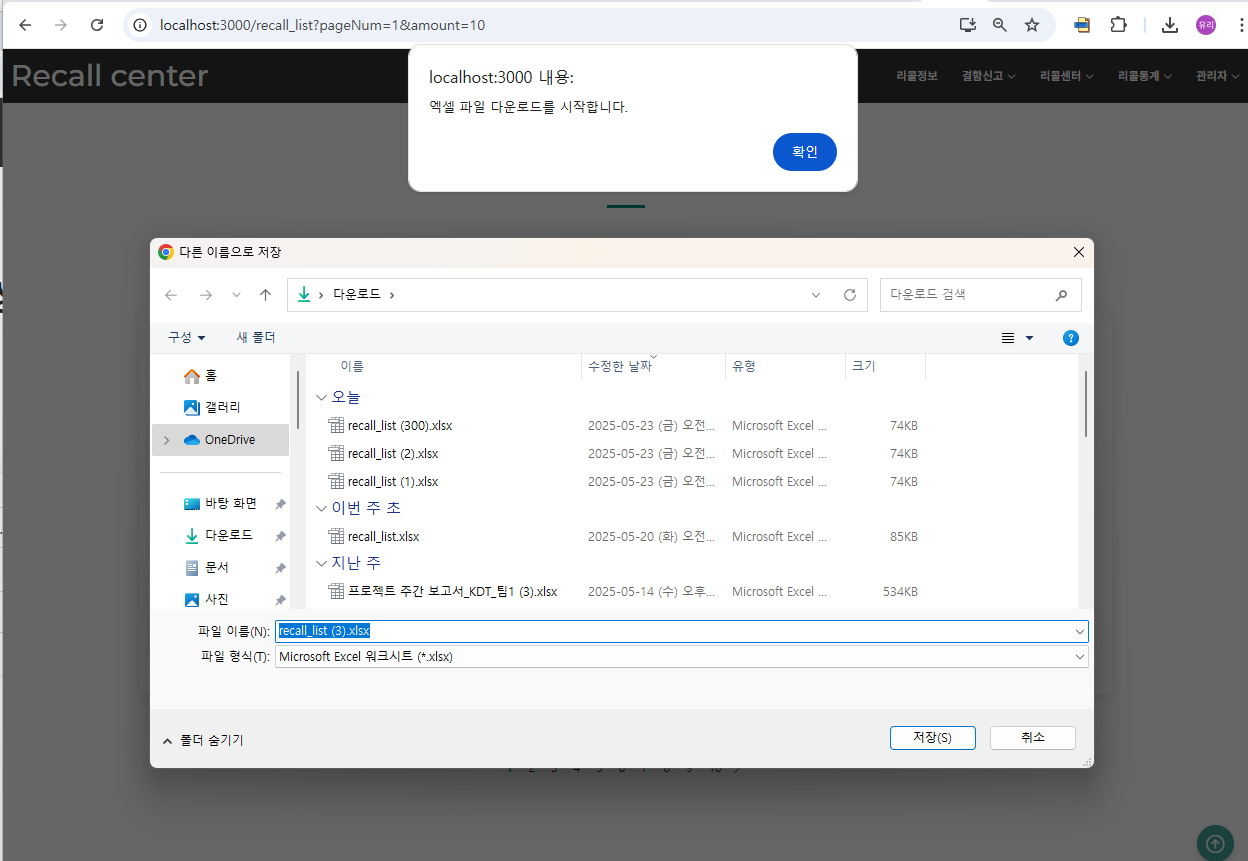 localhost:3000/recall_list?pageNum=1&amount=10
유리
Recall center
리콜정보 결함신고 리콜센터 리콜통계 관리자
localhost:3000 내용:
엑셀 파일 다운로드를 시작합니다.
확인
다른 이름으로 저장
다운로드
다운로드 검색
구성 새 폴더
이름 수정한 날짜 유형 크기
홈
갤러리
OneDrive
바탕 화면
다운로드
문서
사진
오늘
recall_list (300).xlsx 2025-05-23 (금) 오전... Microsoft Excel ... 74KB
recall_list (2).xlsx 2025-05-23 (금) 오전... Microsoft Excel ... 74KB
recall_list (1).xlsx 2025-05-23 (금) 오전... Microsoft Excel ... 74KB
이번 주 초
recall_list.xlsx 2025-05-20 (화) 오전... Microsoft Excel ... 85KB
지난 주
프로젝트 주간 보고서_KDT_팀1 (3).xlsx 2025-05-14 (수) 오후... Microsoft Excel ... 534KB
파일 이름(N): recall_list (3).xlsx
파일 형식(T): Microsoft Excel 워크시트 (*.xlsx)
폴더 숨기기
저장(S) 취소